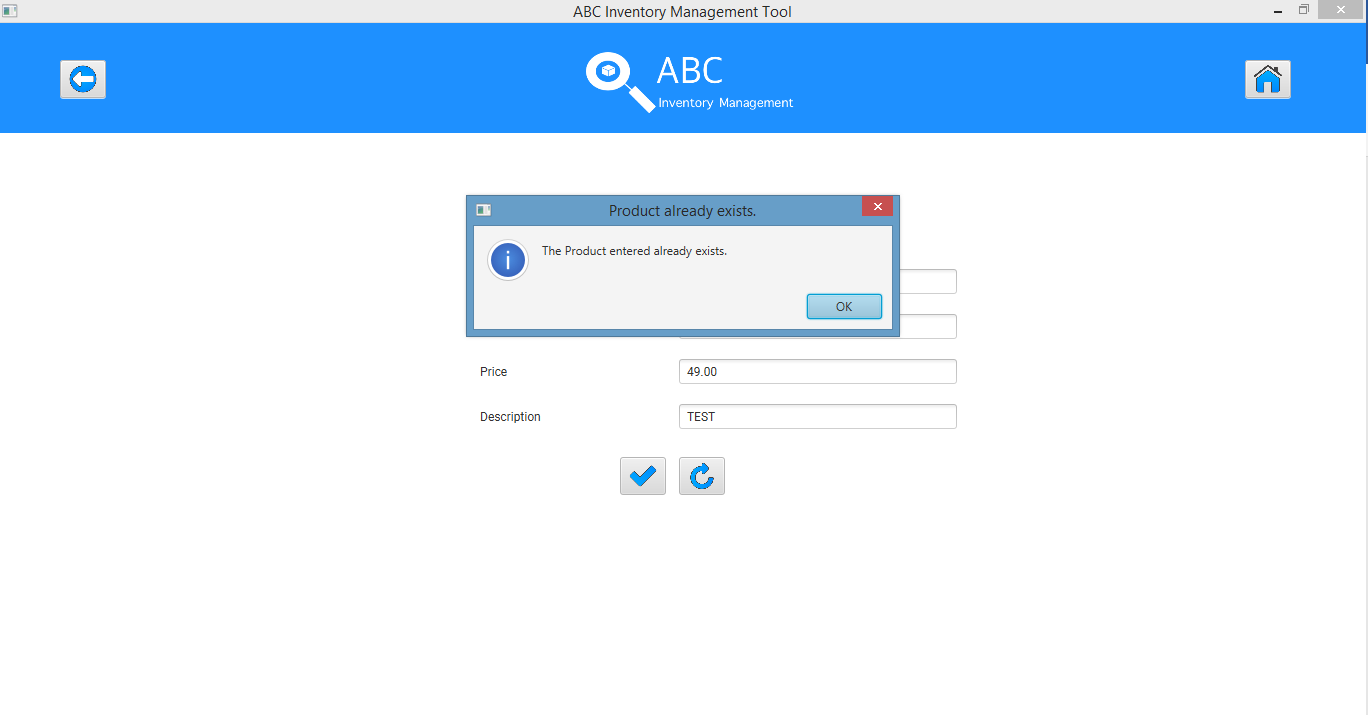 ABC Inventory Management Tool
ABC
Inventory Management
Product already exists.
The Product entered already exists.
OK
Price
49.00
Description
TEST